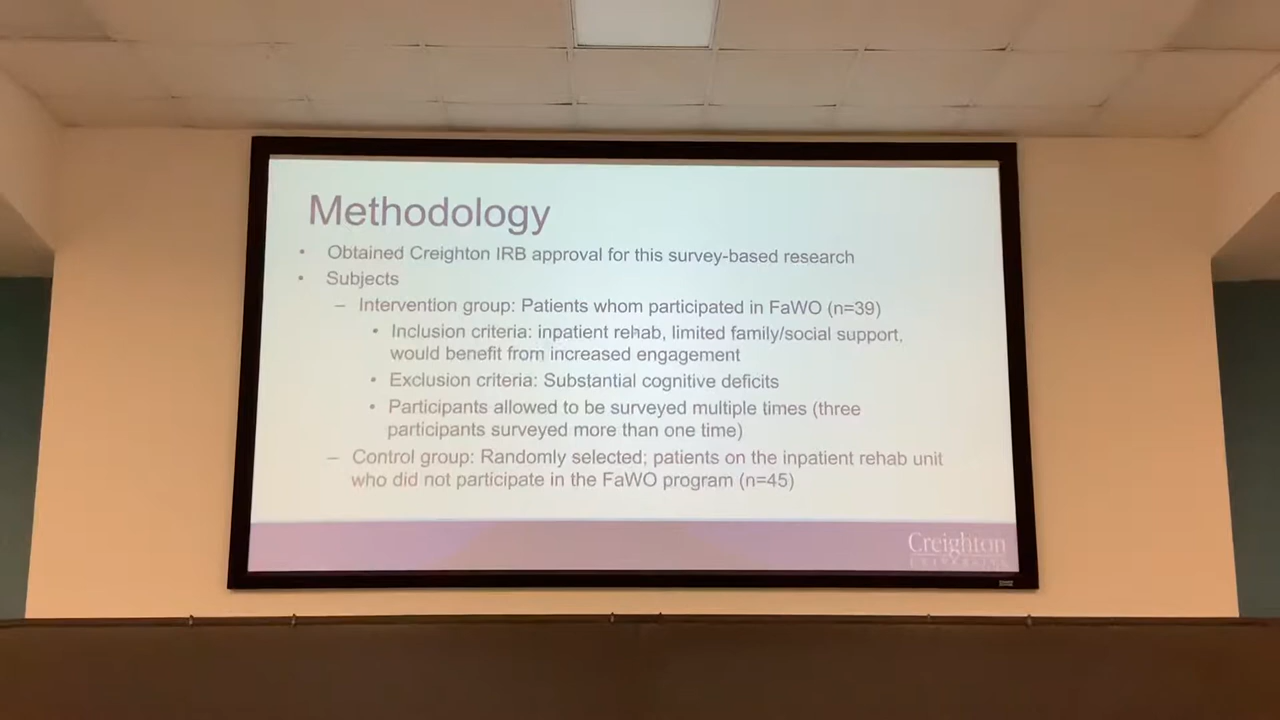 Methodology
• Obtained Creighton IRB approval for this survey-based research
• Subjects
– Intervention group: Patients whom participated in FaWO (n=39)
• Inclusion criteria: inpatient rehab, limited family/social support,
would benefit from increased engagement
• Exclusion criteria: Substantial cognitive deficits
• Participants allowed to be surveyed multiple times (three
participants surveyed more than one time)
– Control group: Randomly selected; patients on the inpatient rehab unit
who did not participate in the FaWO program (n=45)
Creighton